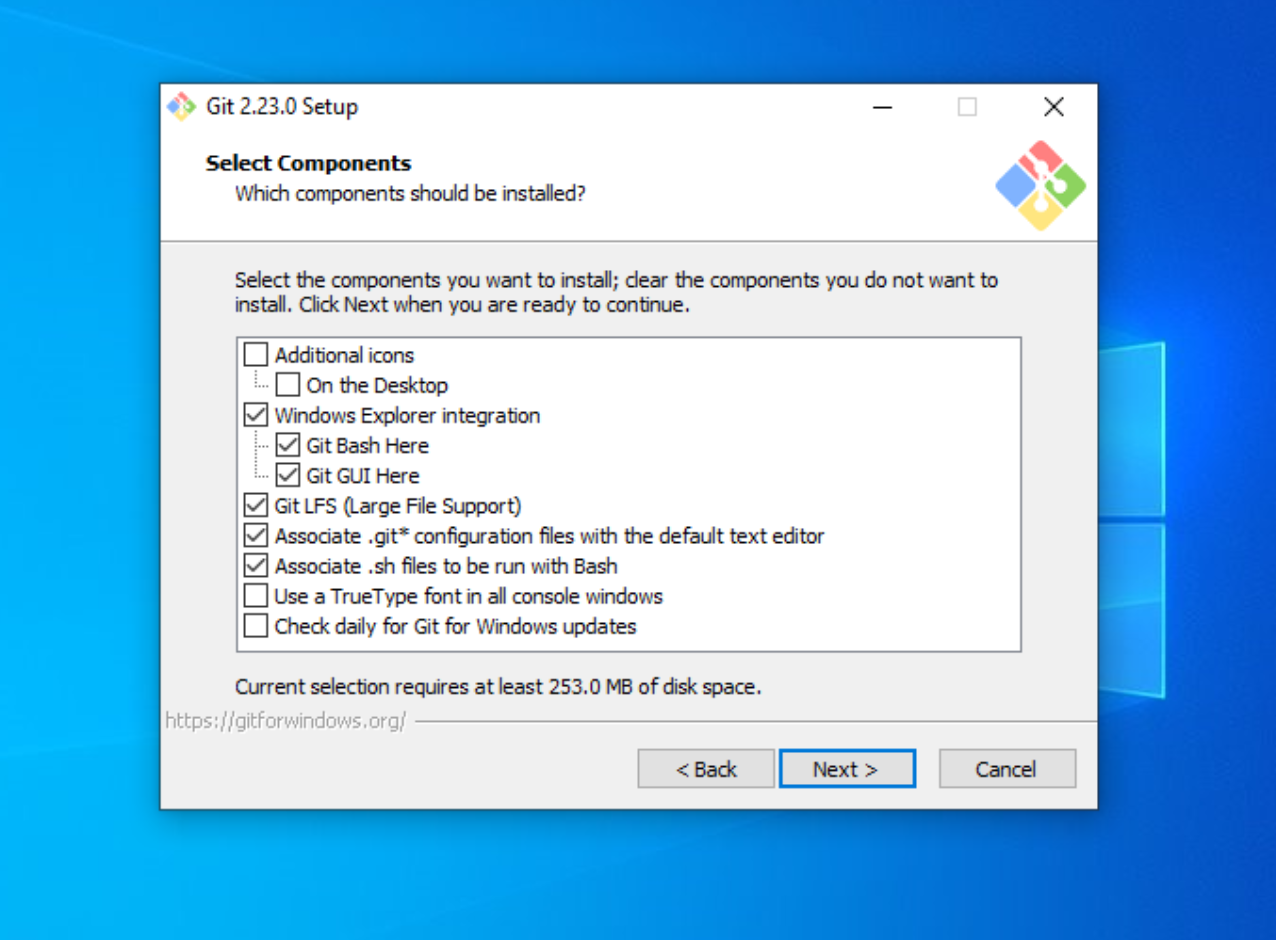 Git 2.23.0 Setup
Select Components
Which components should be installed?
Select the components you want to install; clear the components you do not want to
install. Click Next when you are ready to continue.
Additional icons
On the Desktop
Windows Explorer integration
Git Bash Here
Git GUI Here
Git LFS (Large File Support)
Associate .git* configuration files with the default text editor
Associate .sh files to be run with Bash
Use a TrueType font in all console windows
Check daily for Git for Windows updates
Current selection requires at least 253.0 MB of disk space.
https://gitforwindows.org/
< Back Next > Cancel